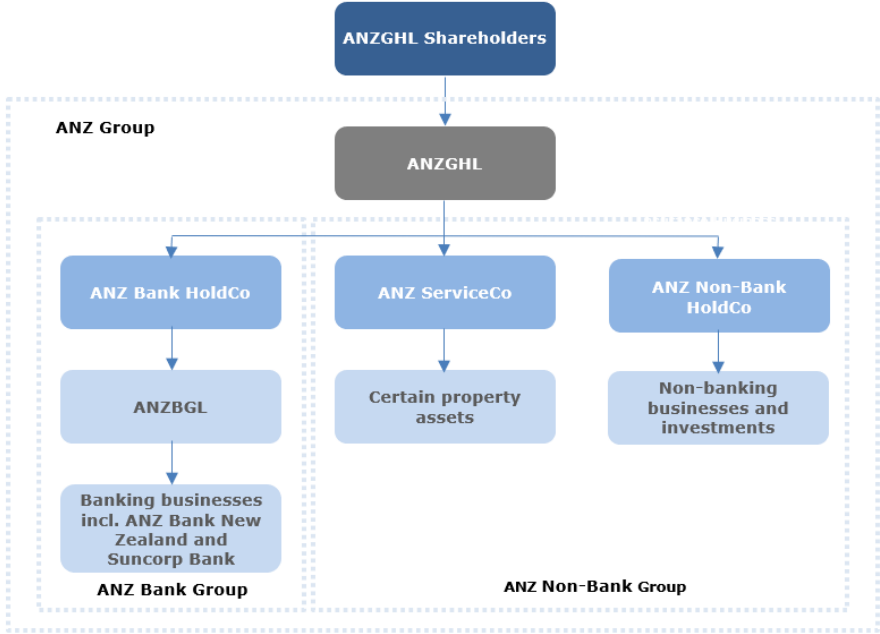 ANZGHL Shareholders
ANZ Group
ANZGHL
ANZ Bank HoldCo
ANZ ServiceCo
ANZ Non-Bank
HoldCo
ANZBGL
Certain property
assets
Non-banking
businesses and
investments
Banking businesses
incl. ANZ Bank New
Zealand and
Suncorp Bank
ANZ Bank Group
ANZ Non-Bank Group